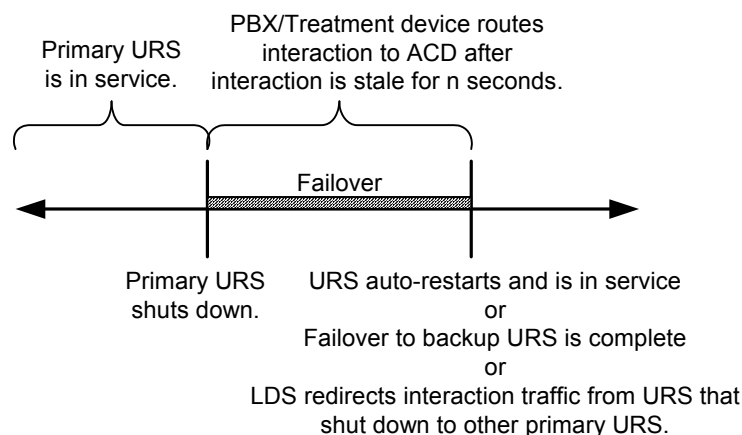 Primary URS
is in service.
PBX/Treatment device routes
interaction to ACD after
interaction is stale for n seconds.
Failover
Primary URS
shuts down.
URS auto-restarts and is in service
or
Failover to backup URS is complete
or
LDS redirects interaction traffic from URS that
shut down to other primary URS.